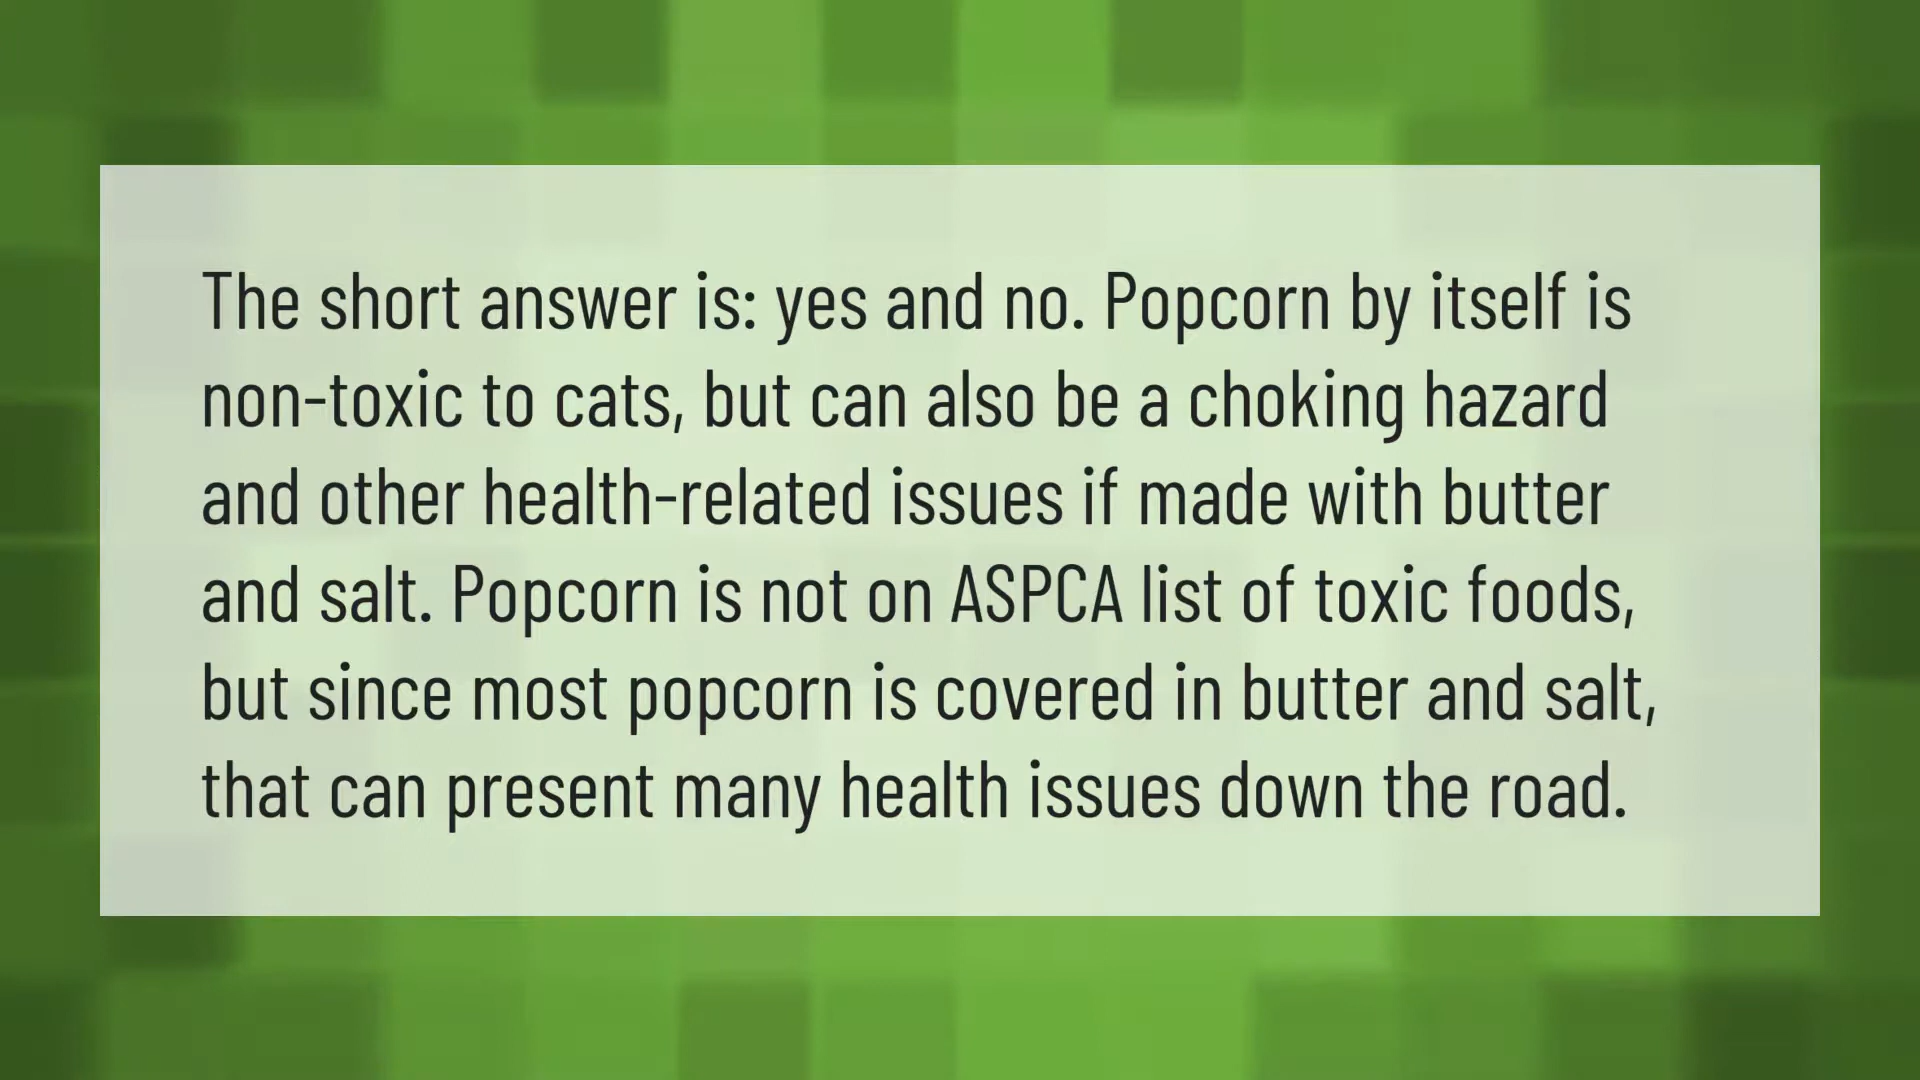 The short answer is: yes and no. Popcorn by itself is
non-toxic to cats, but can also be a choking hazard
and other health-related issues if made with butter
and salt. Popcorn is not on ASPCA list of toxic foods,
but since most popcorn is covered in butter and salt,
that can present many health issues down the road.